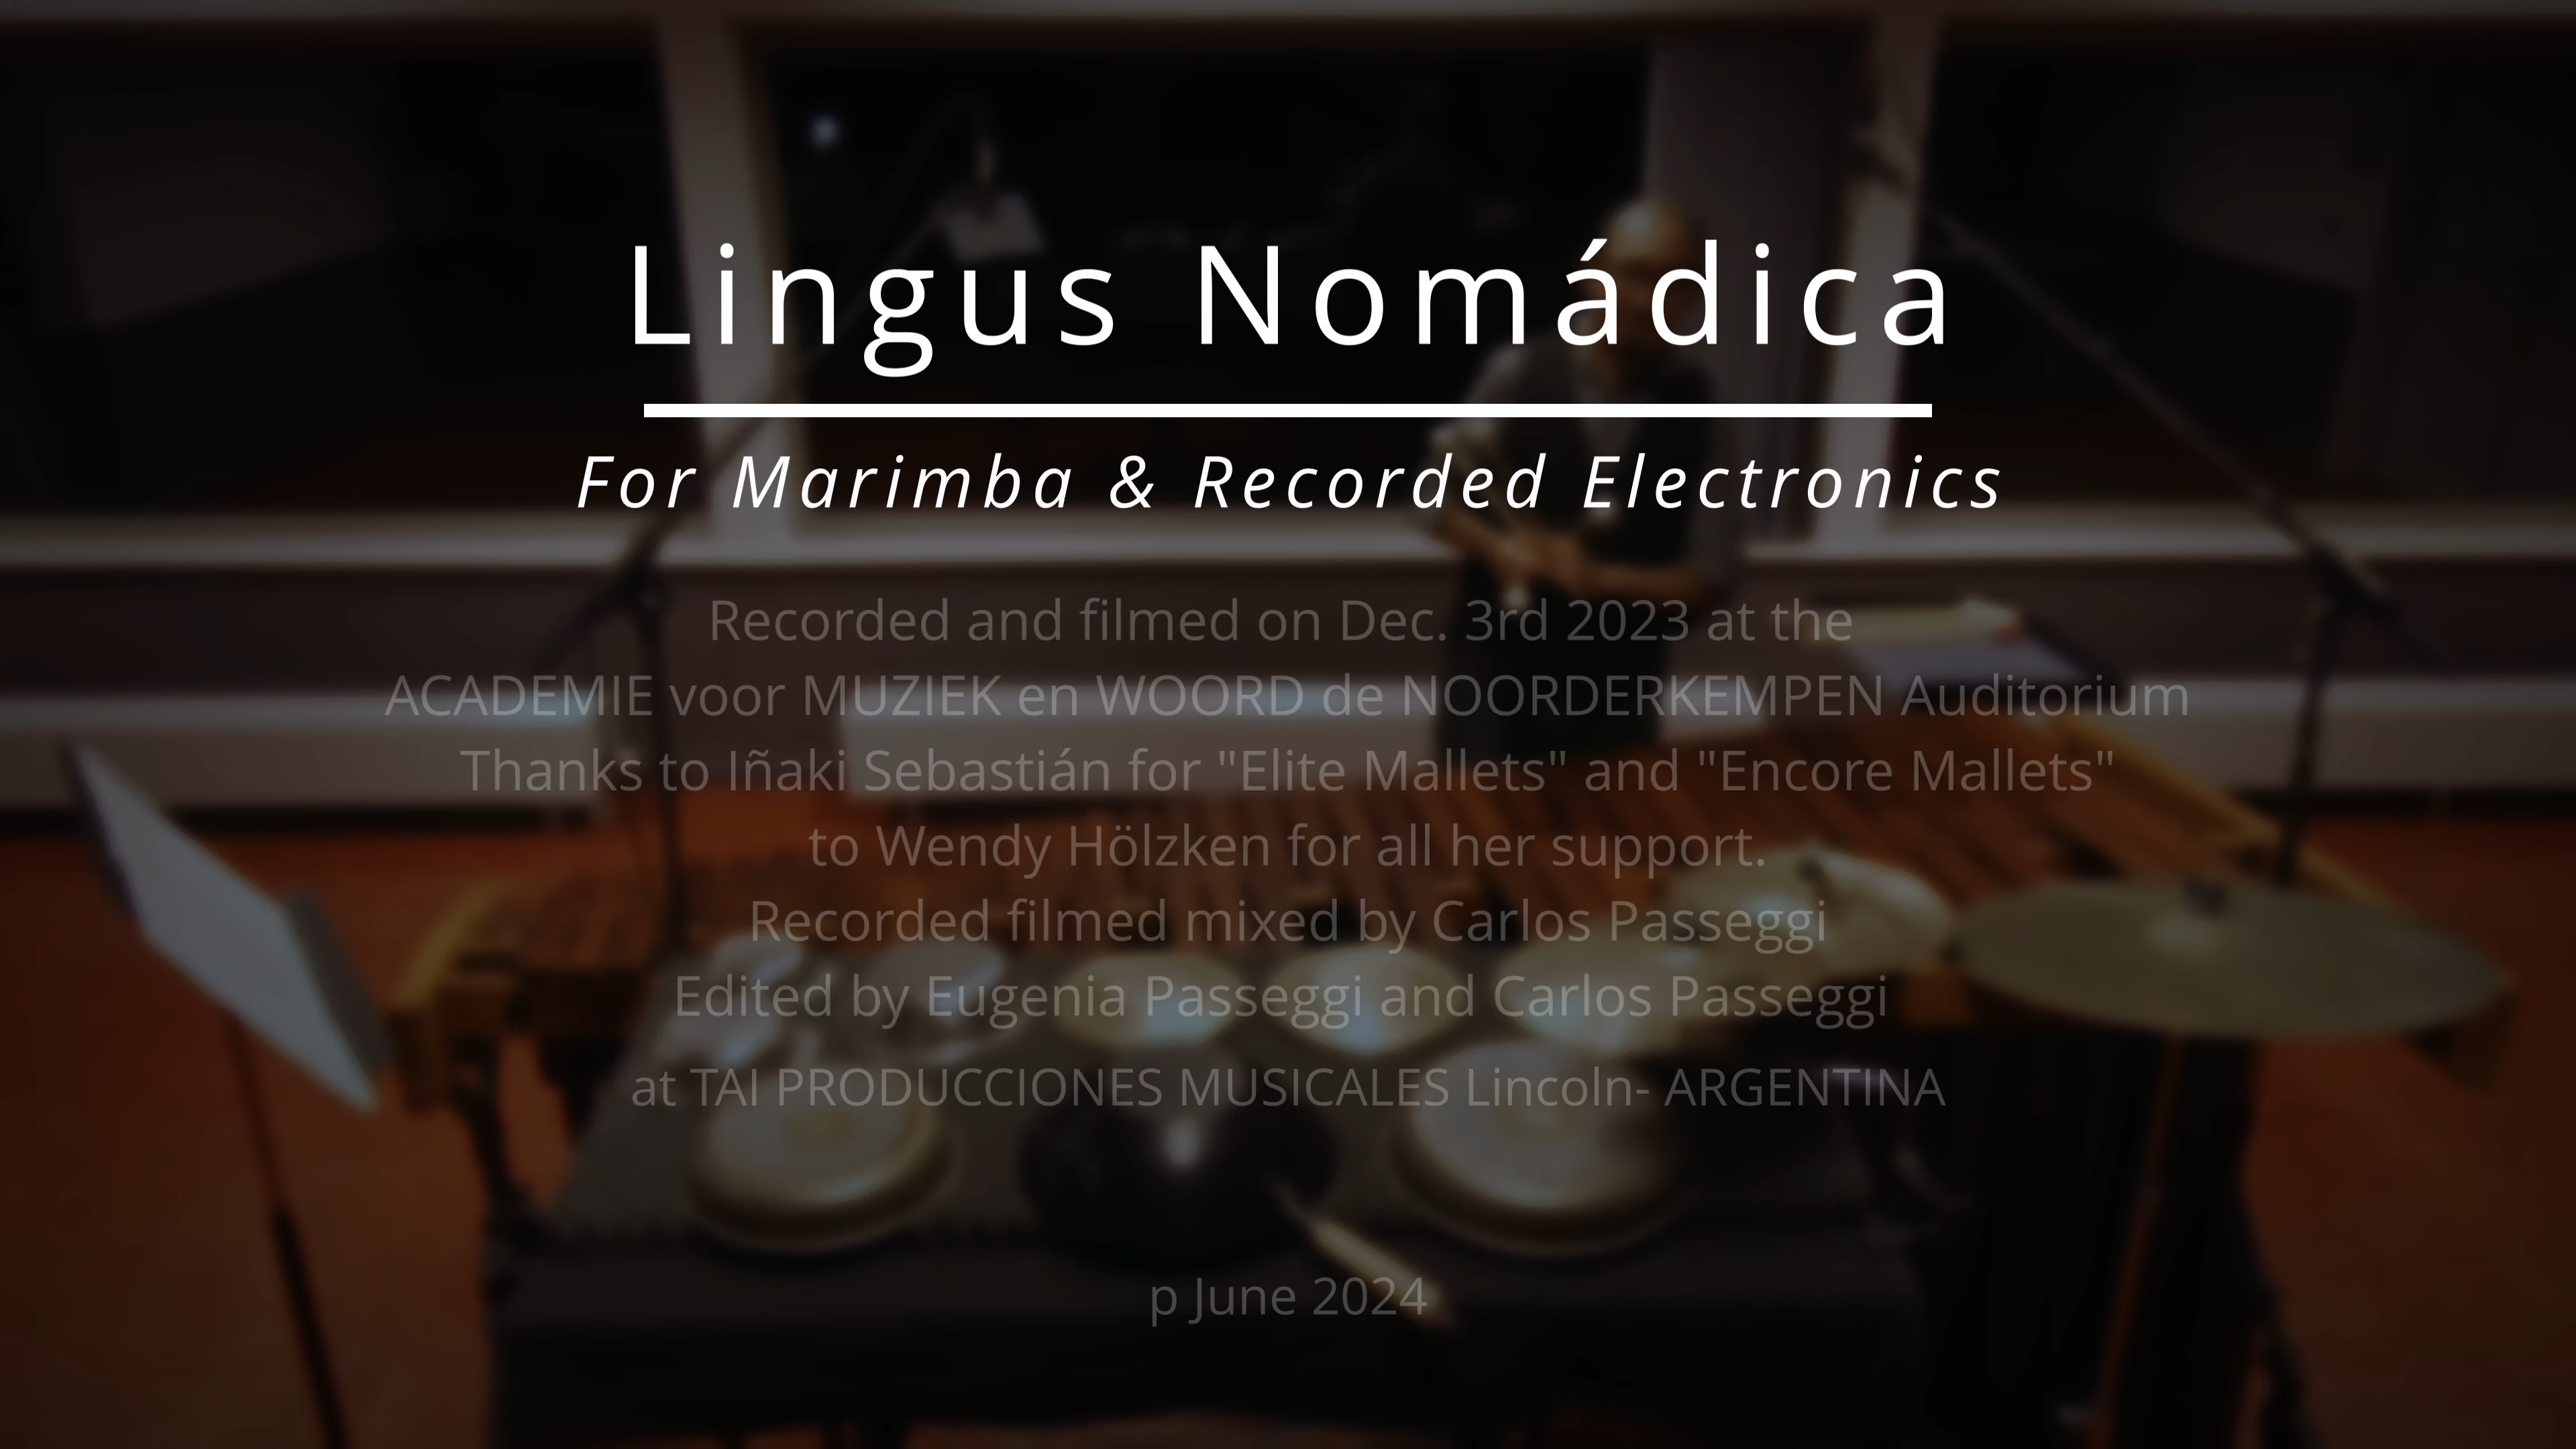 Lingus Nomádica
For Marimba & Recorded Electronics
Recorded and filmed on Dec. 3rd 2023 at the
ACADEMIE voor MUZIEK en WOORD de NOORDERKEMPEN Auditorium
Thanks to Iñaki Sebastián for "Elite Mallets" and "Encore Mallets"
to Wendy Hölzken for all her support.
Recorded filmed mixed by Carlos Passeggi
Edited by Eugenia Passeggi and Carlos Passeggi
at TAI PRODUCCIONES MUSICALES Lincoln- ARGENTINA
p June 2024